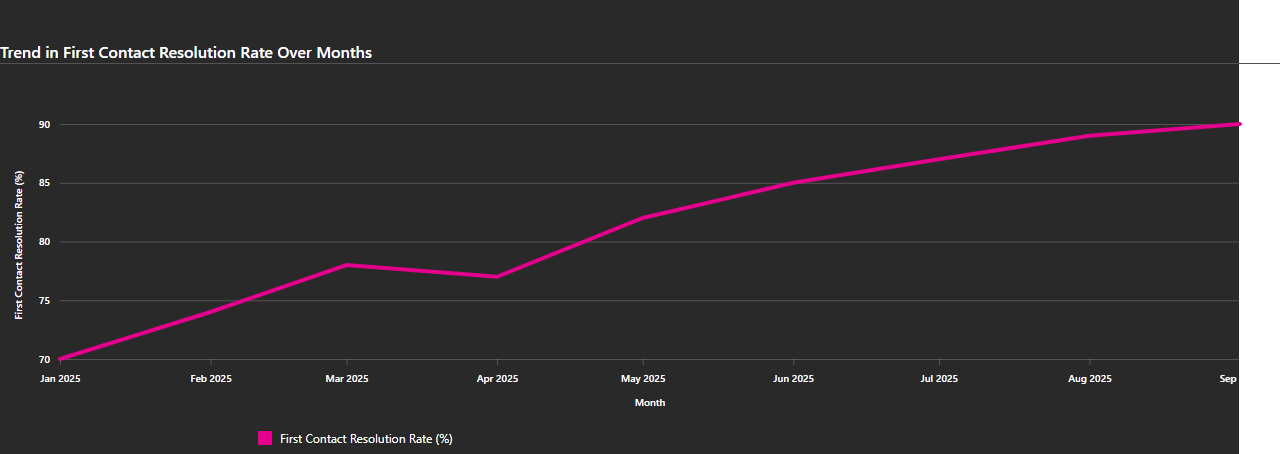 Trend in First Contact Resolution Rate Over Months
90
85
80
75
70
First Contact Resolution Rate (%)
Jan 2025 Feb 2025 Mar 2025 Apr 2025 May 2025 Jun 2025 Jul 2025 Aug 2025 Sep
Month
First Contact Resolution Rate (%)